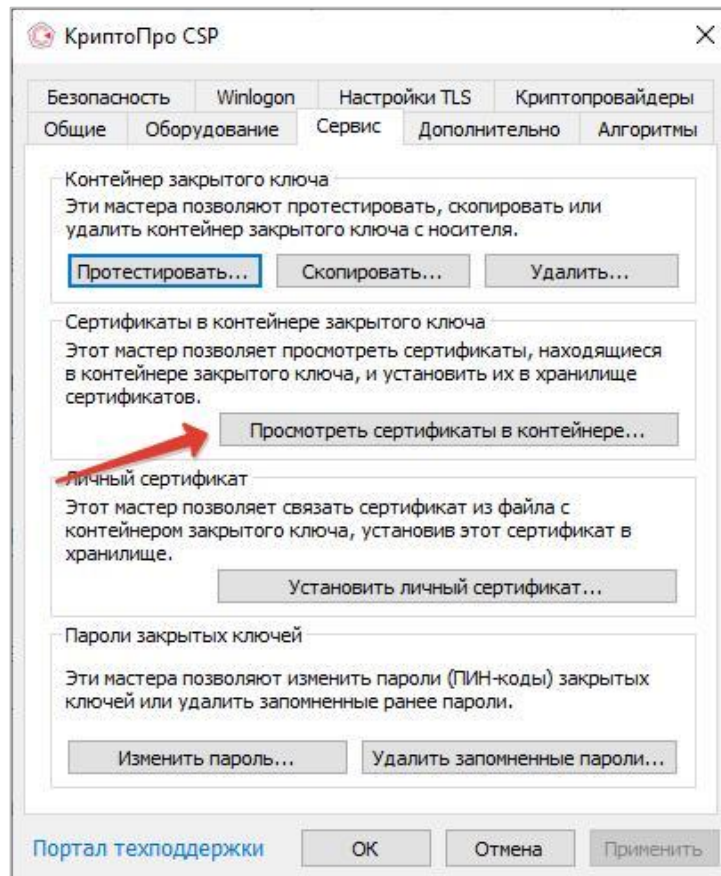 КриптоПро CSP
Безопасность Winlogon Настройки TLS Криптопровайдеры
Общие Оборудование Сервис Дополнительно Алгоритмы
Контейнер закрытого ключа
Эти мастера позволяют протестировать, скопировать или
удалить контейнер закрытого ключа с носителя.
Протестировать... Скопировать... Удалить...
Сертификаты в контейнере закрытого ключа
Этот мастер позволяет просмотреть сертификаты, находящиеся
в контейнере закрытого ключа, и установить их в хранилище
сертификатов.
Просмотреть сертификаты в контейнере...
Личный сертификат
Этот мастер позволяет связать сертификат из файла с
контейнером закрытого ключа, установив этот сертификат в
хранилище.
Установить личный сертификат...
Пароли закрытых ключей
Эти мастера позволяют изменить пароли (ПИН-коды) закрытых
ключей или удалить запомненные ранее пароли.
Изменить пароль... Удалить запомненные пароли...
Портал техподдержки ОК Отмена Применить